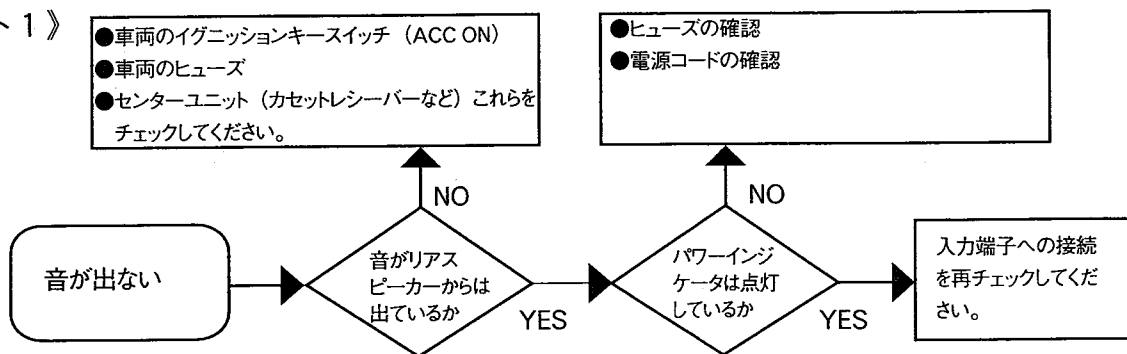 ト1》
●車両のイグニッションキースイッチ（ACC ON）
●車両のヒューズ
●センターユニット（カセットレシーバーなど）これらを
チェックしてください。
●ヒューズの確認
●電源コードの確認
NO
NO
音が出ない
音がリアス
ピーカーからは
出ているか
YES
パワーインジ
ケータは点灯
しているか
YES
入力端子への接続
を再チェックしてくだ
さい。